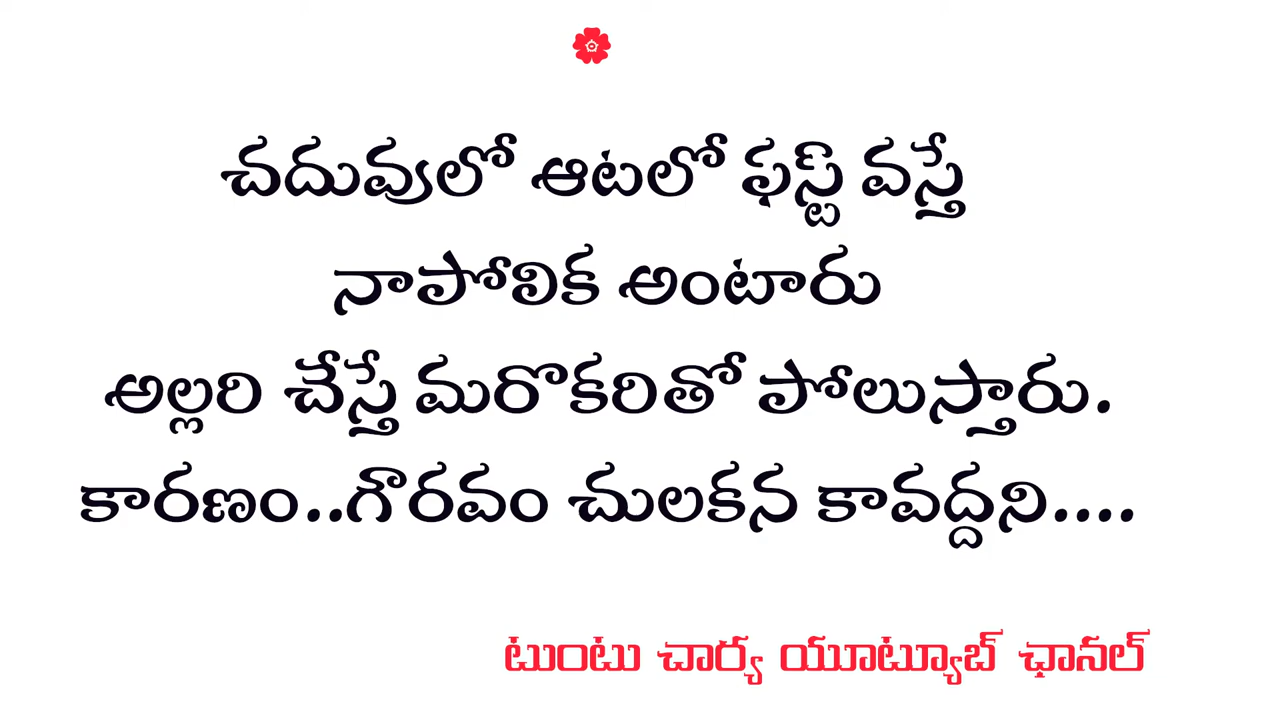 చదువులో ఆటలో ఫస్ట్ వస్తే
నాపోలిక అంటారు
అల్లరి చేస్తే మరొకరితో పోలుస్తారు.
కారణం..గౌరవం చులకన కావద్దని....
టుంటు చార్య యూట్యూబ్ ఛానల్